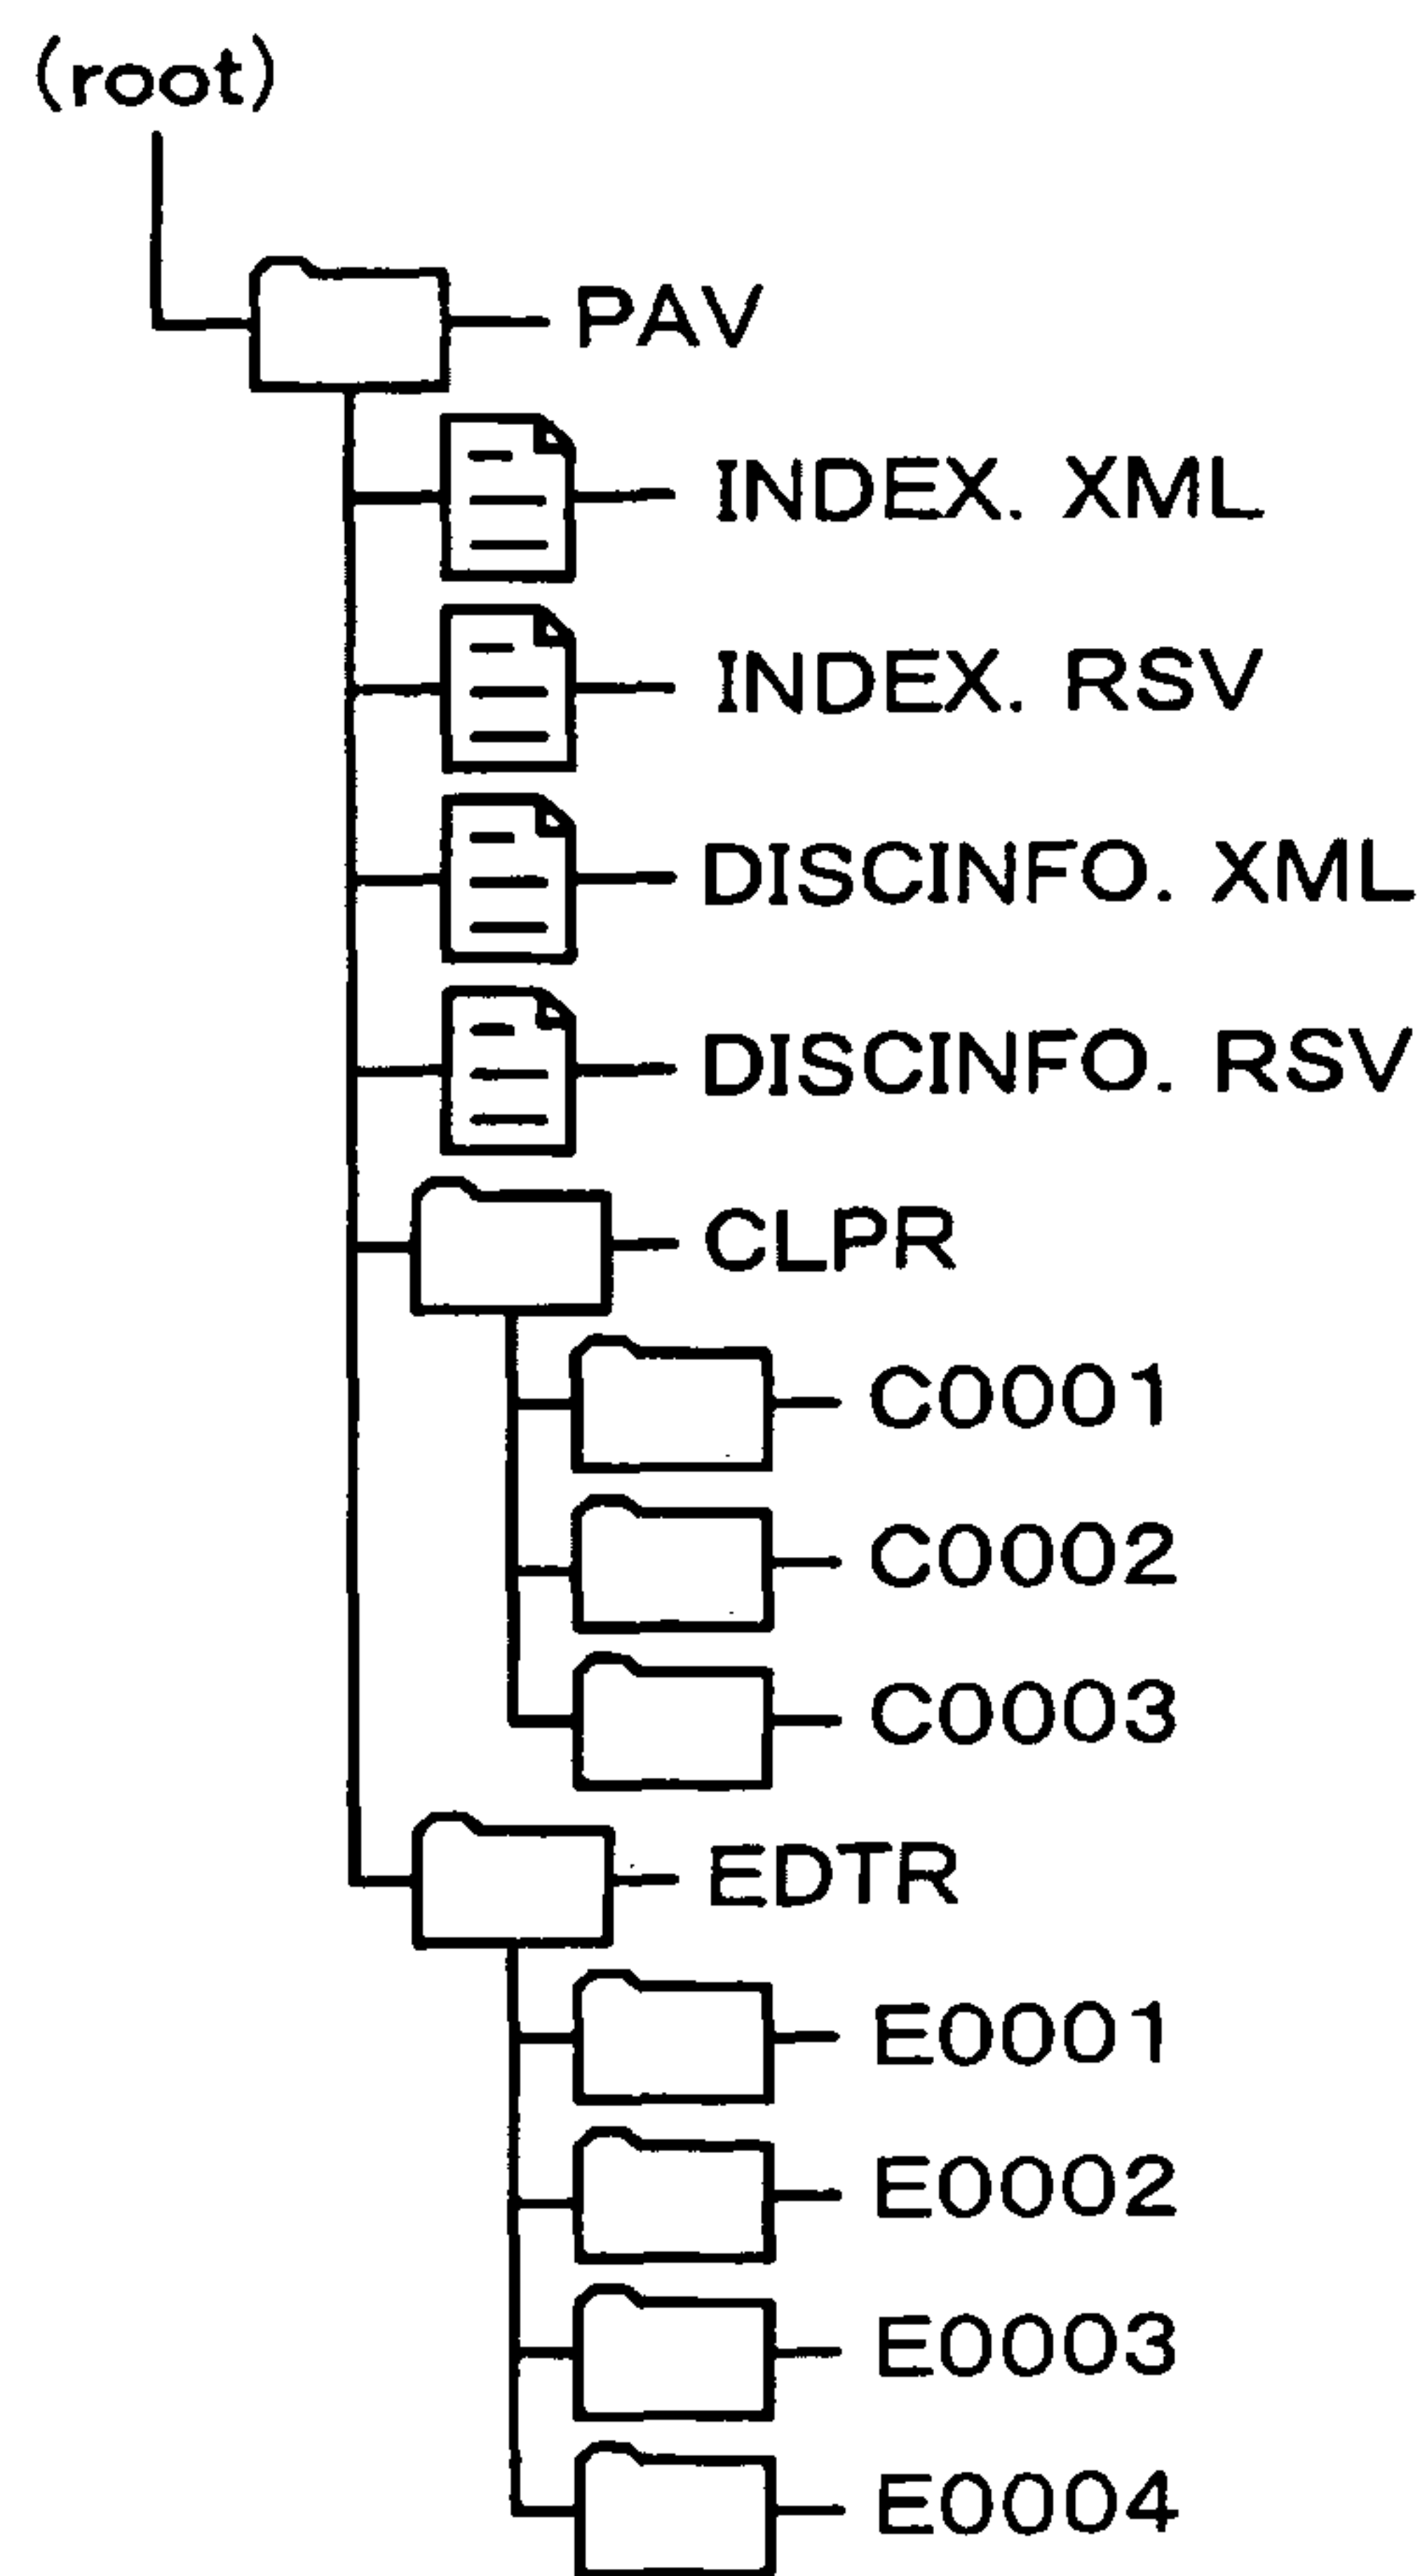 (root)
PAV
INDEX. XML
INDEX. RSV
DISCINFO. XML
DISCINFO. RSV
CLPR
C0001
C0002
C0003
EDTR
E0001
E0002
E0003
E0004